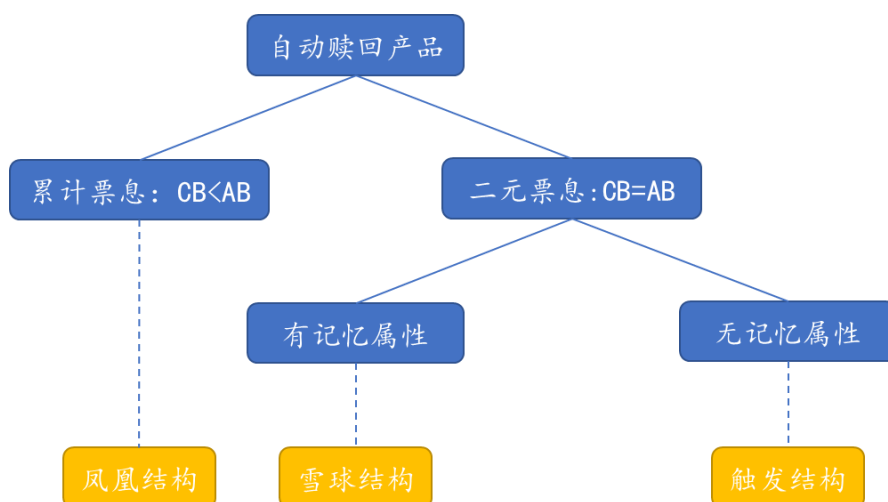 自动赎回产品
累计票息：CB<AB
二元票息:CB=AB
有记忆属性
无记忆属性
凤凰结构
雪球结构
触发结构